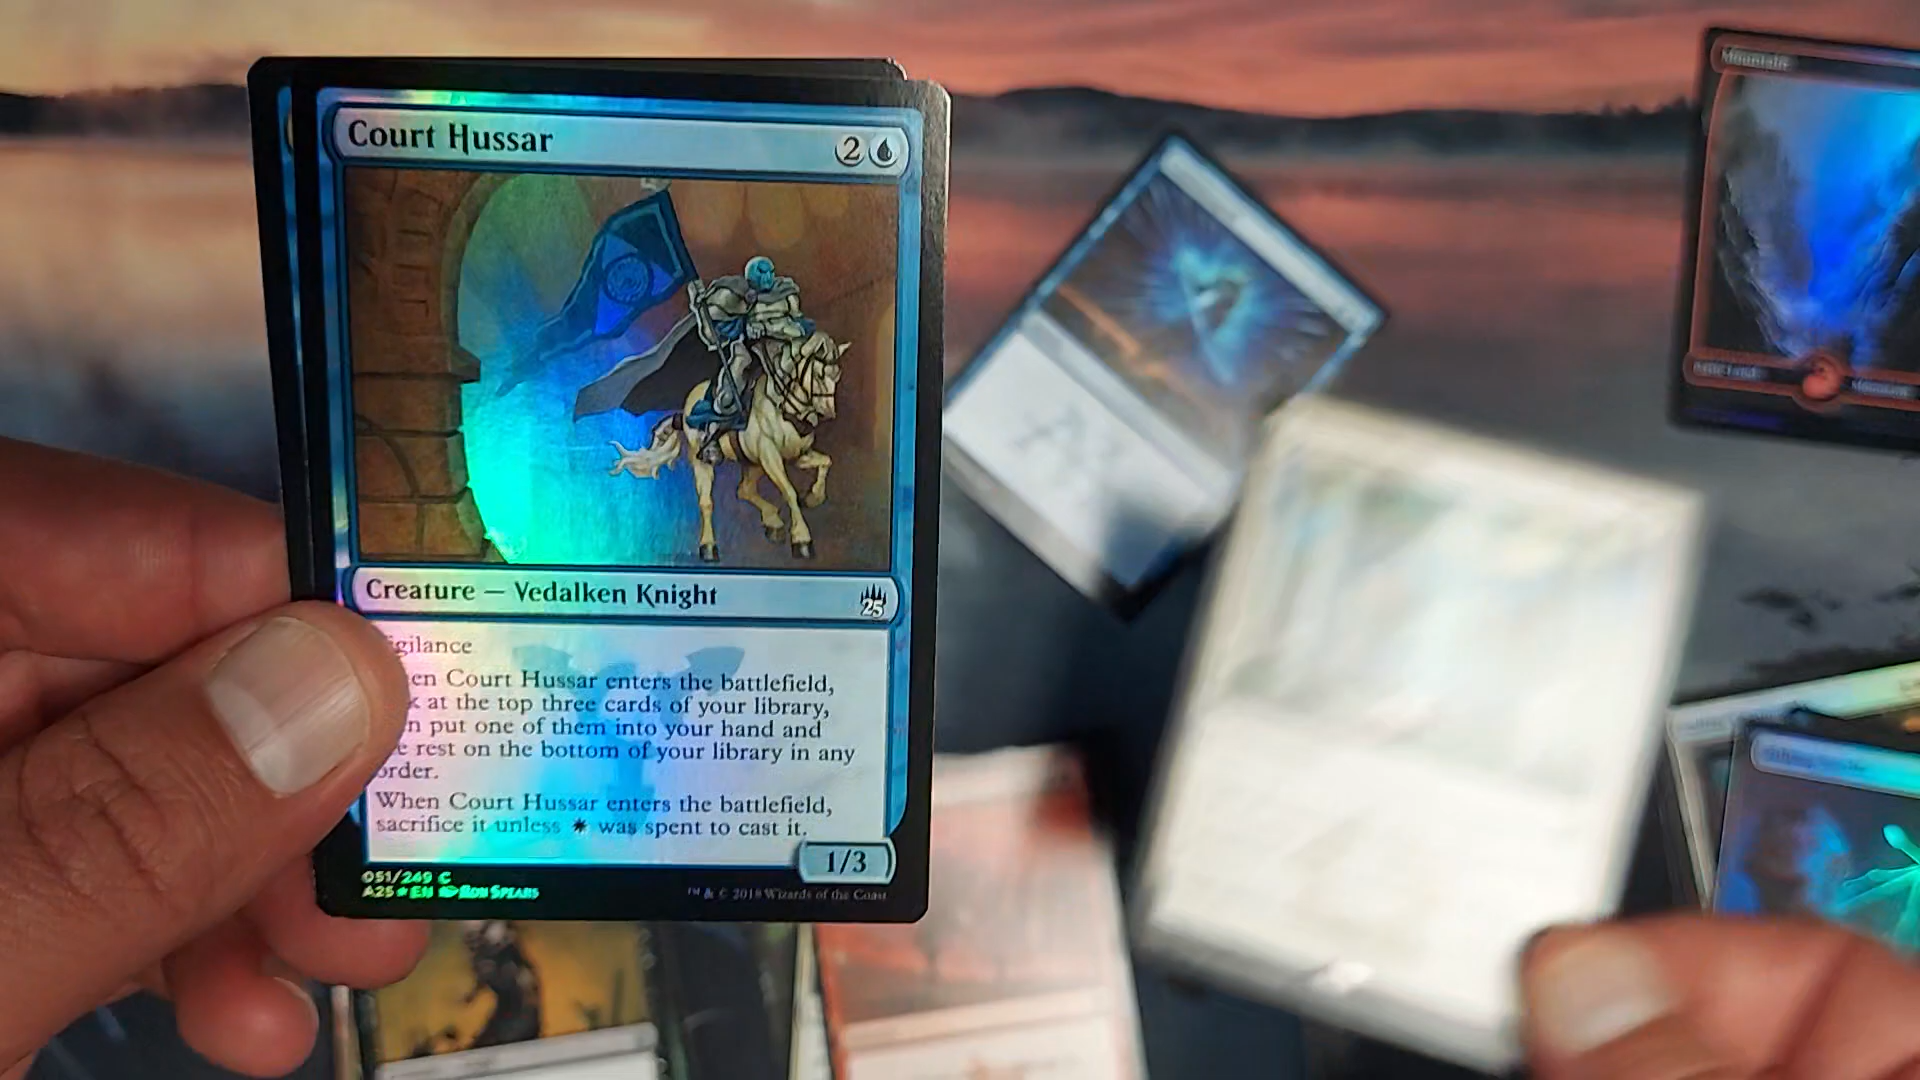 Court Hussar
2
Creature — Vedalken Knight
25
gilance
en Court Hussar enters the battlefield,
k at the top three cards of your library,
n put one of them into your hand and
e rest on the bottom of your library in any
order.
When Court Hussar enters the battlefield,
sacrifice it unless was spent to cast it.
1/3
051/249 C
A25 ★ EN Ron Spears
™ & © 2018 Wizards of the Coast
Mountain
Mountain